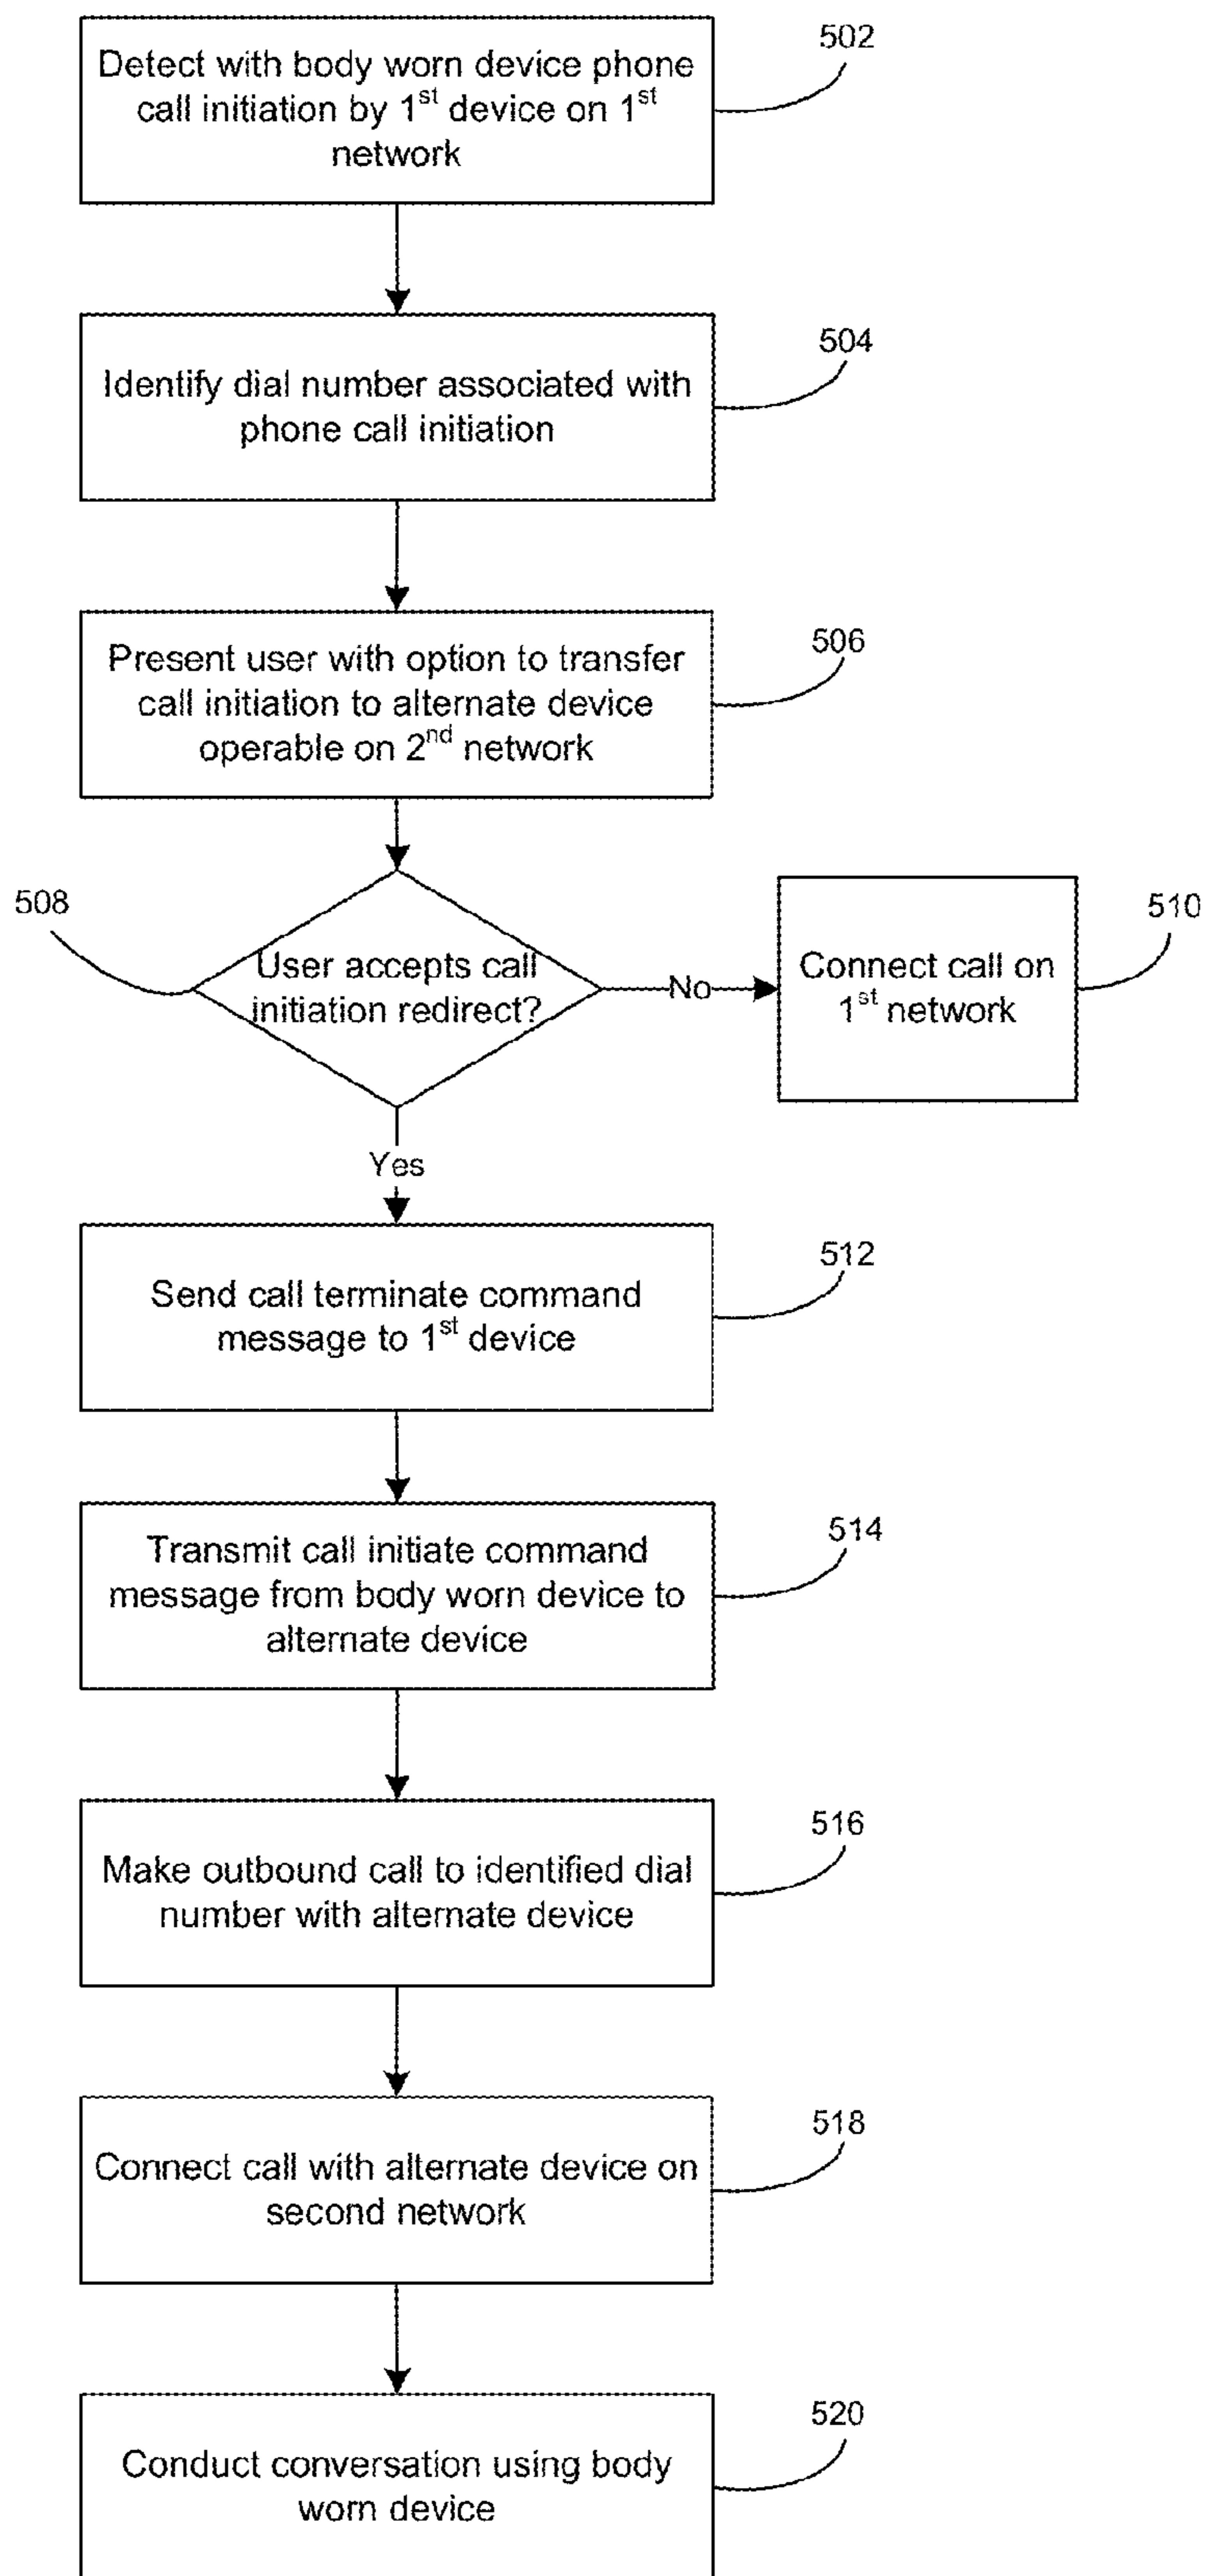 Detect with body worn device phone
call initiation by 1st device on 1st
network
502
Identify dial number associated with
phone call initiation
504
Present user with option to transfer
call initiation to alternate device
operable on 2nd network
506
508
User accepts call
initiation redirect?
No
Connect call on
1st network
510
Yes
Send call terminate command
message to 1st device
512
Transmit call initiate command
message from body worn device to
alternate device
514
Make outbound call to identified dial
number with alternate device
516
Connect call with alternate device on
second network
518
Conduct conversation using body
worn device
520